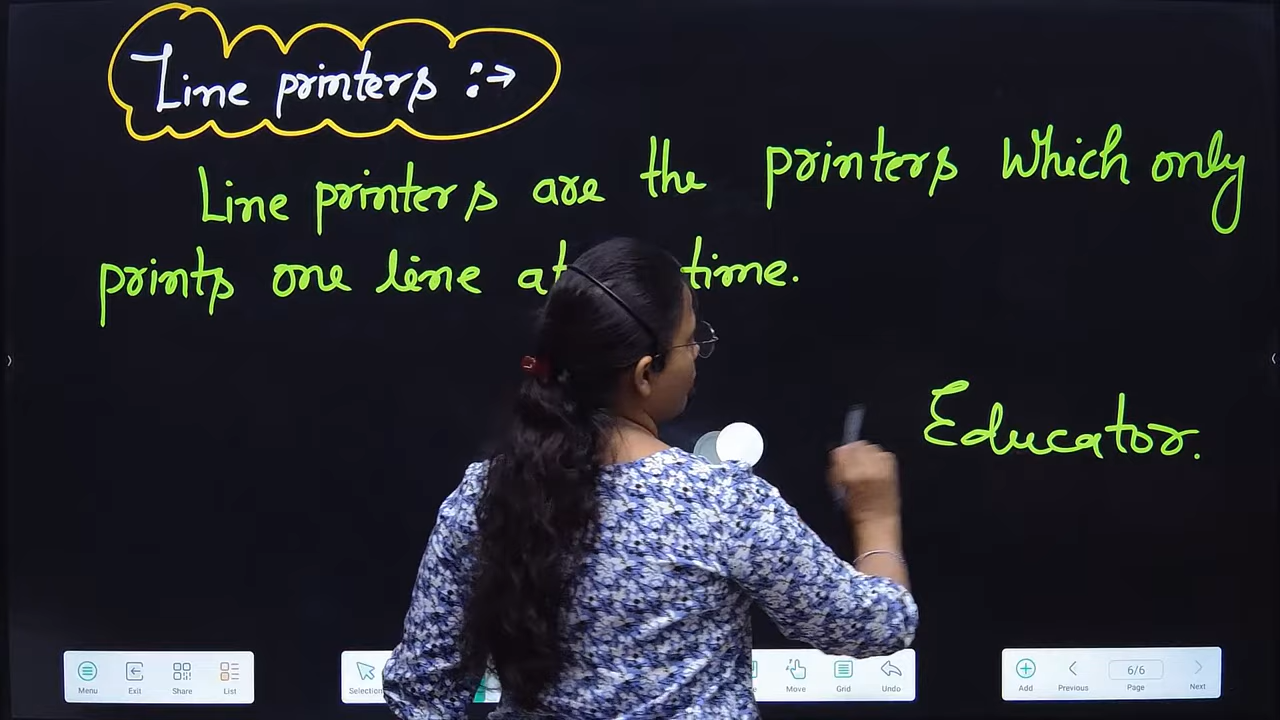 Line printers :→
Line printers are the printers which only
prints one line at time.
Educator.
Menu Exit Share List Selection Move Grid Undo Add Previous 6/6 Page Next